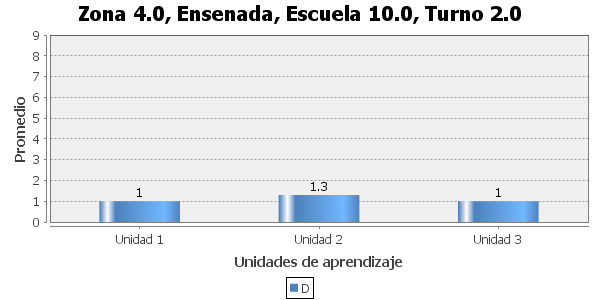 Zona 4.0, Ensenada, Escuela 10.0, Turno 2.0
Promedio
9
8
7
6
5
4
3
2
1
0
1
1.3
1
Unidad 1
Unidad 2
Unidad 3
Unidades de aprendizaje
D